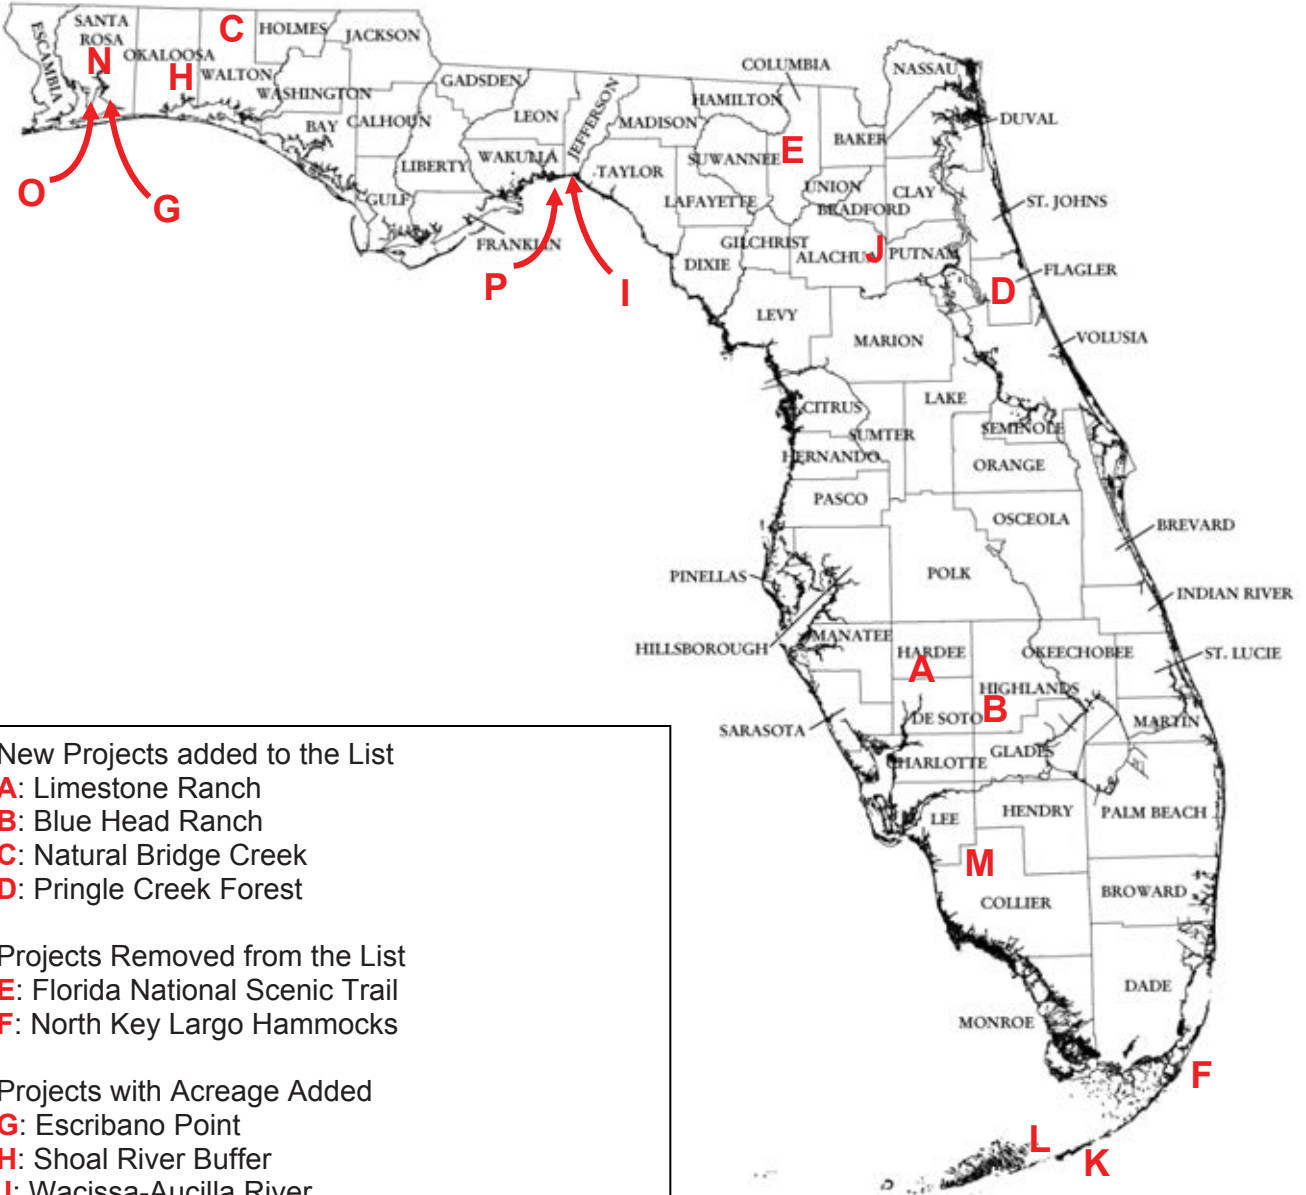 ESCAMBIA
SANTA
ROSA
N
OKALOOSA
H
C
WALTON
HOLMES
WASHINGTON
JACKSON
BAY
CALHOUN
GULF
LIBERTY
GADSDEN
LEON
WAKULLA
FRANKLIN
JEFFERSON
MADISON
TAYLOR
HAMILTON
SUWANNEE
LAFAYETTE
DIXIE
COLUMBIA
E
BAKER
NASSAU
DUVAL
UNION
BRADFORD
CLAY
ST. JOHNS
GILCHRIST
ALACHUA
J
PUTNAM
D
FLAGLER
O
G
P
I
LEVY
MARION
VOLUSIA
CITRUS
SUMTER
LAKE
SEMINOLE
HERNANDO
ORANGE
PASCO
OSCEOLA
BREVARD
PINELLAS
POLK
INDIAN RIVER
HILLSBOROUGH
MANATEE
HARDEE
A
OKEECHOBEE
ST. LUCIE
HIGHLANDS
B
SARASOTA
DE SOTO
MARTIN
CHARLOTTE
GLADES
LEE
HENDRY
PALM BEACH
M
COLLIER
BROWARD
DADE
MONROE
F
L
K
New Projects added to the List
A: Limestone Ranch
B: Blue Head Ranch
C: Natural Bridge Creek
D: Pringle Creek Forest
Projects Removed from the List
E: Florida National Scenic Trail
F: North Key Largo Hammocks
Projects with Acreage Added
G: Escribano Point
H: Shoal River Buffer
I: Wacissa-Aucilla River